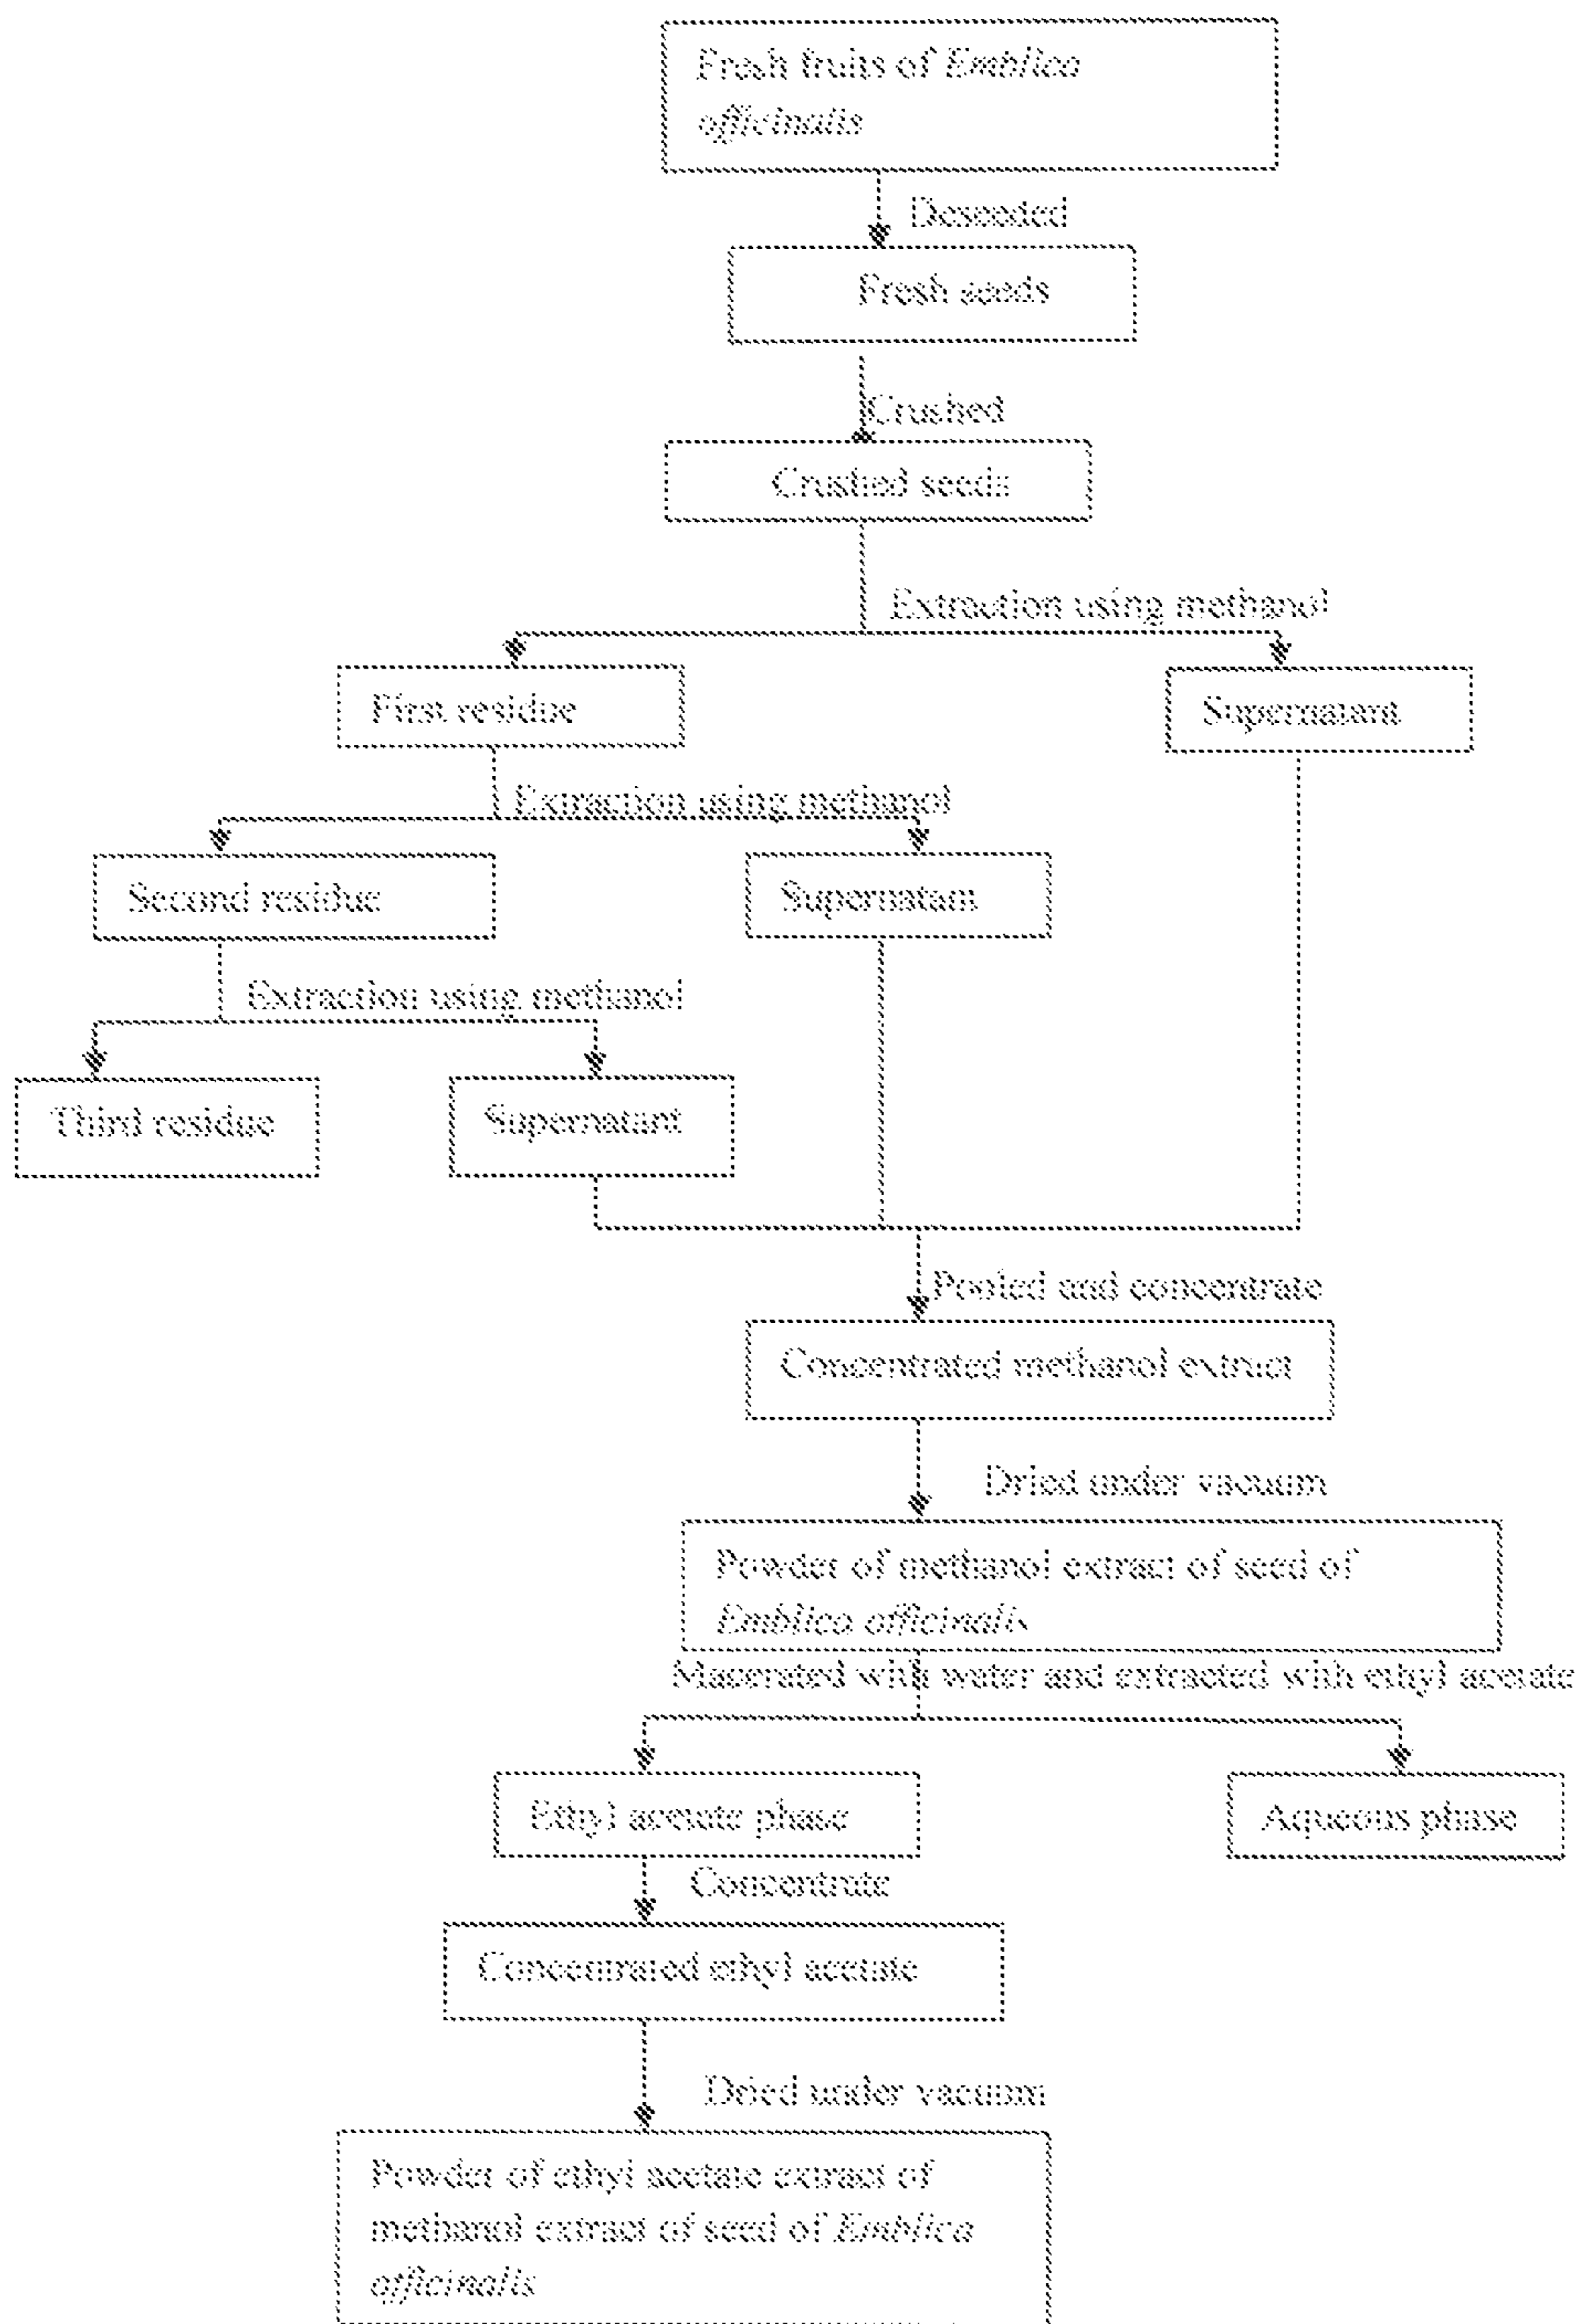 Fresh fruits of Emblica
officinalis
Deseeded
Fresh seeds
Crushed
Crushed seeds
Extraction using methanol
First residue
Supernatant
Extraction using methanol
Second residue
Supernatant
Extraction using methanol
Third residue
Supernatant
Pooled and concentrate
Concentrated methanol extract
Dried under vacuum
Powder of methanol extract of seed of
Emblica officinalis
Macerated with water and extracted with ethyl acetate
Ethyl acetate phase
Aqueous phase
Concentrate
Concentrated ethyl acetate
Dried under vacuum
Powder of ethyl acetate extract of
methanol extract of seed of Emblica
officinalis